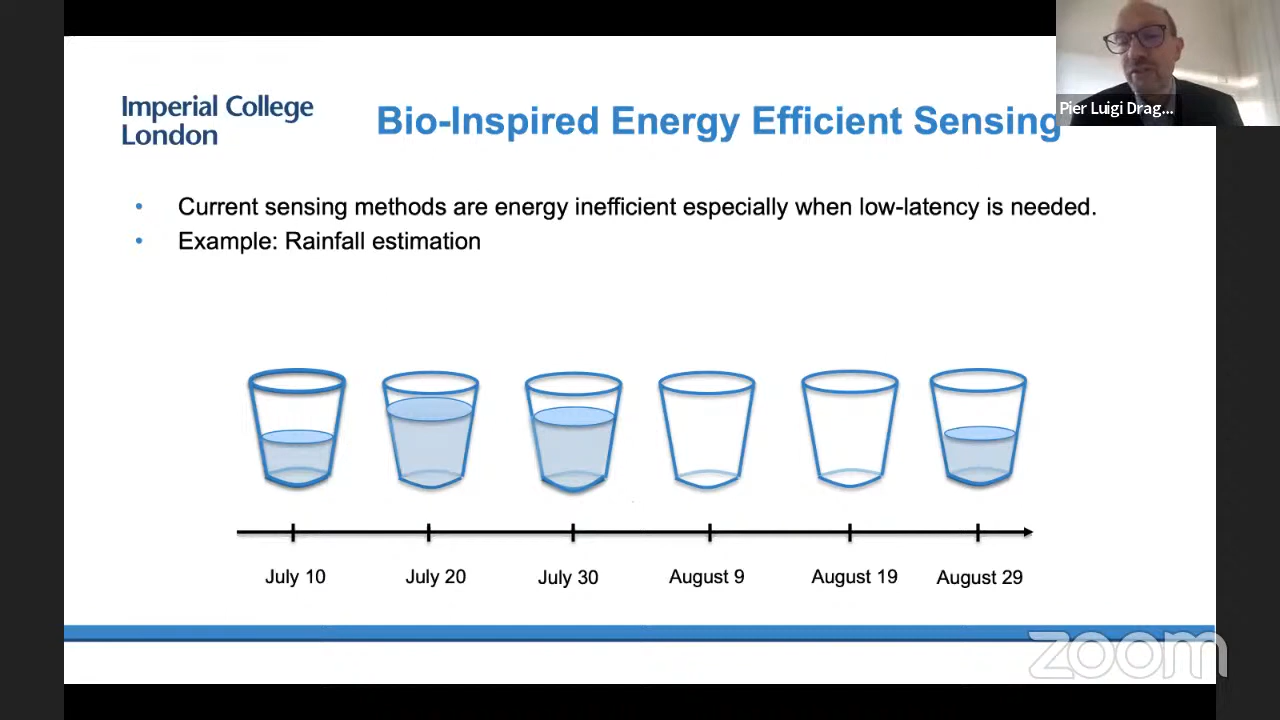 Imperial College
London
Bio-Inspired Energy Efficient Sensing
Pier Luigi Drag...
• Current sensing methods are energy inefficient especially when low-latency is needed.
• Example: Rainfall estimation
July 10
July 20
July 30
August 9
August 19
August 29
zoom